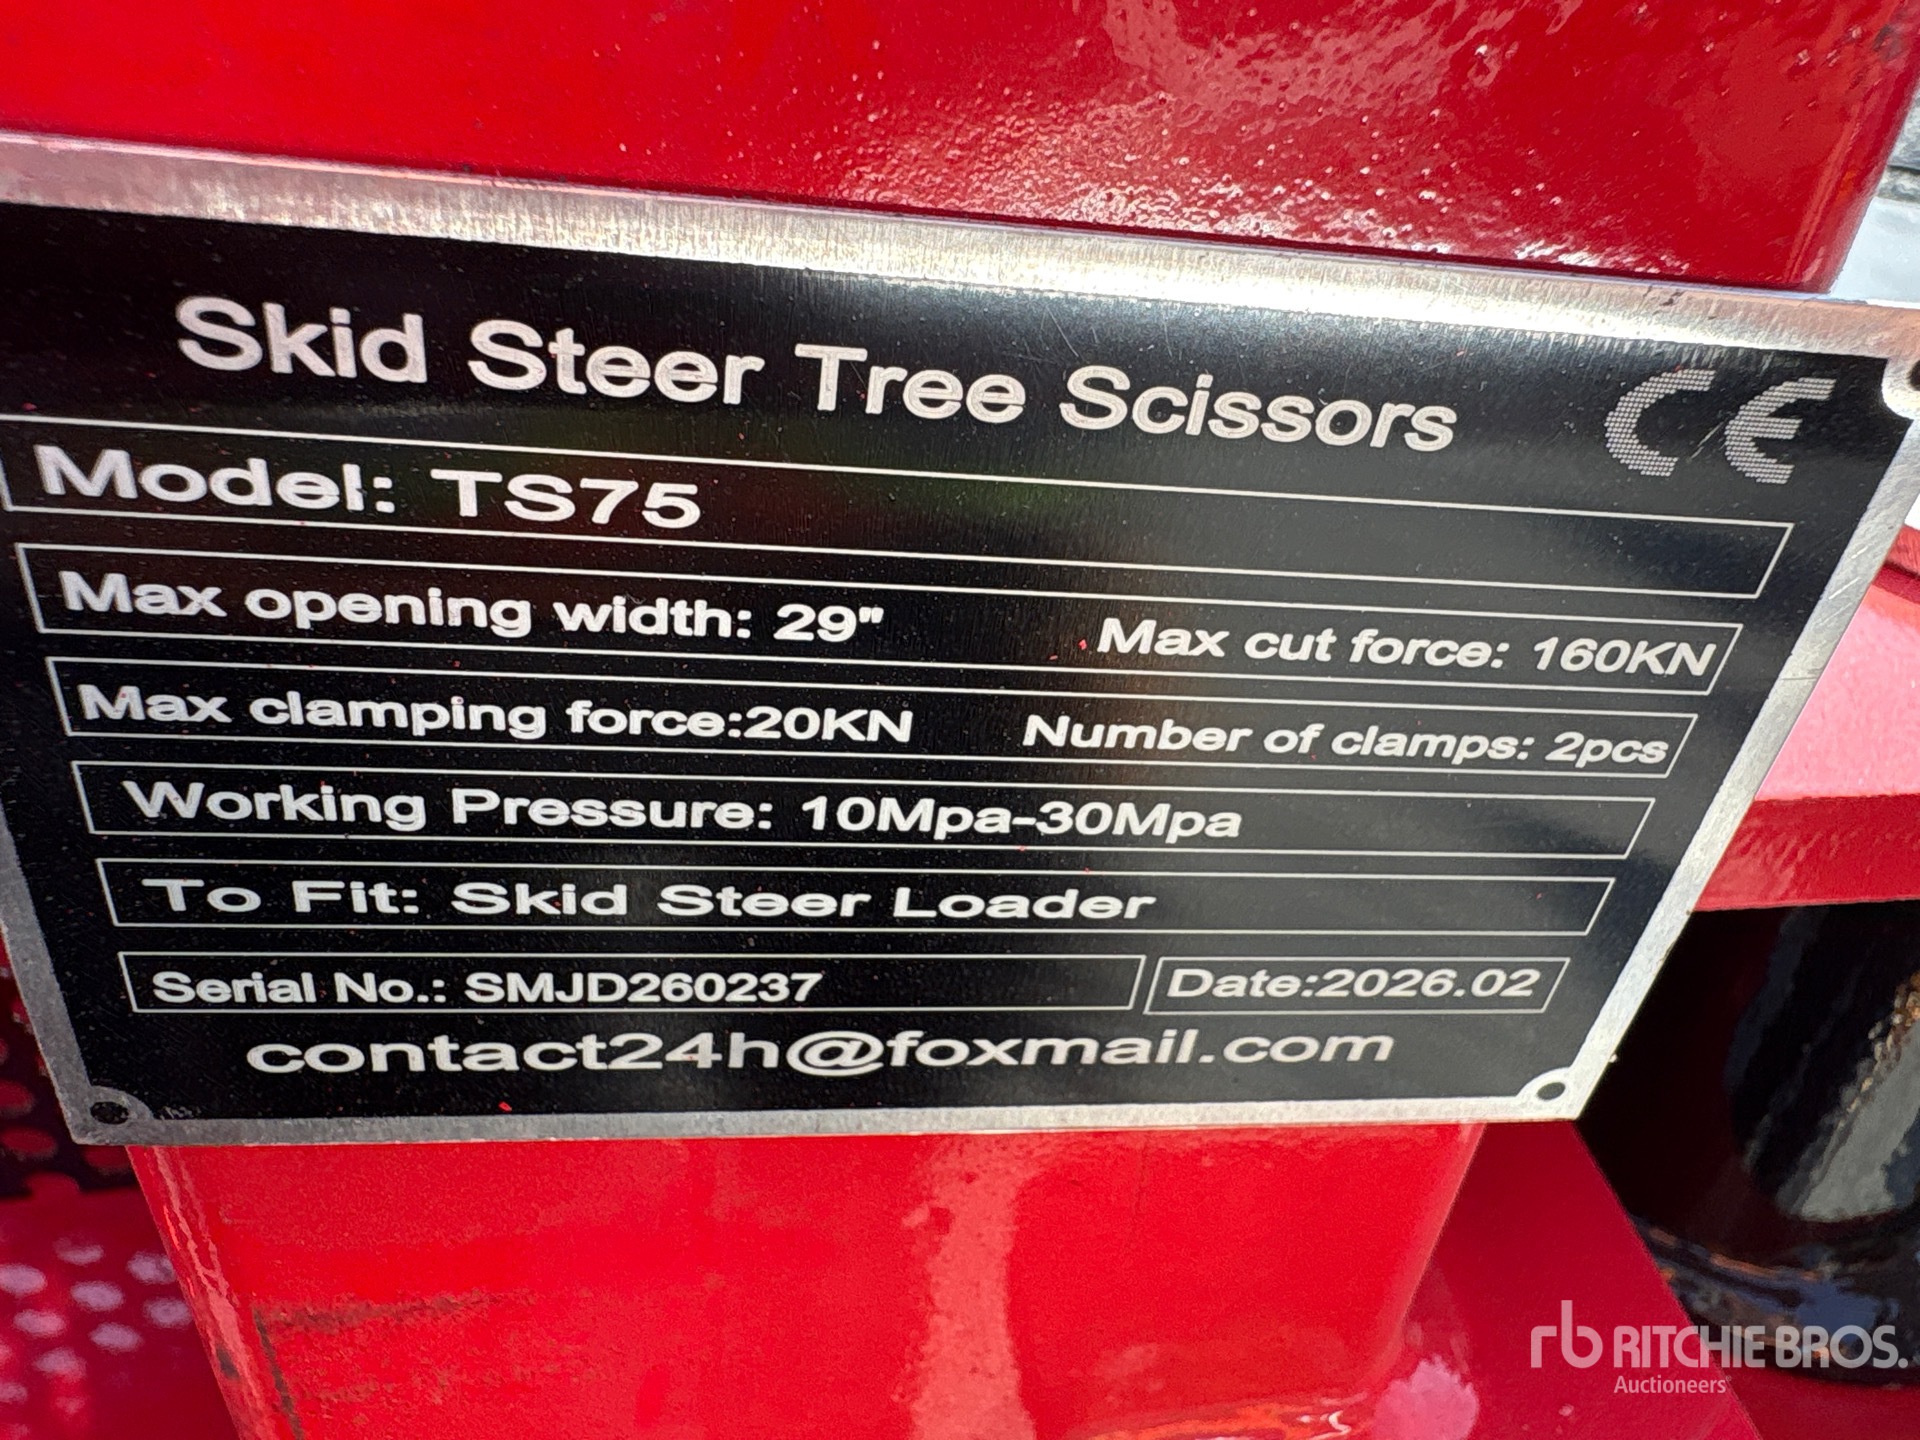 Skid Steer Tree Scissors
CE
Model: TS75
Max opening width: 29" Max cut force: 160KN
Max clamping force:20KN Number of clamps: 2pcs
Working Pressure: 10Mpa-30Mpa
To Fit: Skid Steer Loader
Serial No.: SMJD260237 Date:2026.02
contact24h@foxmail.com
rb RITCHIE BROS.
Auctioneers